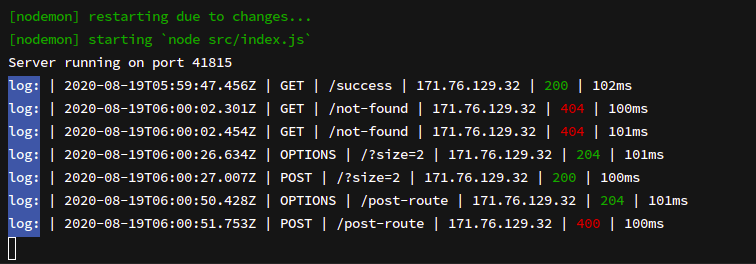 [nodemon] restarting due to changes...
[nodemon] starting `node src/index.js`
Server running on port 41815
log: | 2020-08-19T05:59:47.456Z | GET | /success | 171.76.129.32 | 200 | 102ms
log: | 2020-08-19T06:00:02.301Z | GET | /not-found | 171.76.129.32 | 404 | 100ms
log: | 2020-08-19T06:00:02.454Z | GET | /not-found | 171.76.129.32 | 404 | 101ms
log: | 2020-08-19T06:00:26.634Z | OPTIONS | /?size=2 | 171.76.129.32 | 204 | 101ms
log: | 2020-08-19T06:00:27.007Z | POST | /?size=2 | 171.76.129.32 | 200 | 100ms
log: | 2020-08-19T06:00:50.428Z | OPTIONS | /post-route | 171.76.129.32 | 204 | 101ms
log: | 2020-08-19T06:00:51.753Z | POST | /post-route | 171.76.129.32 | 400 | 100ms